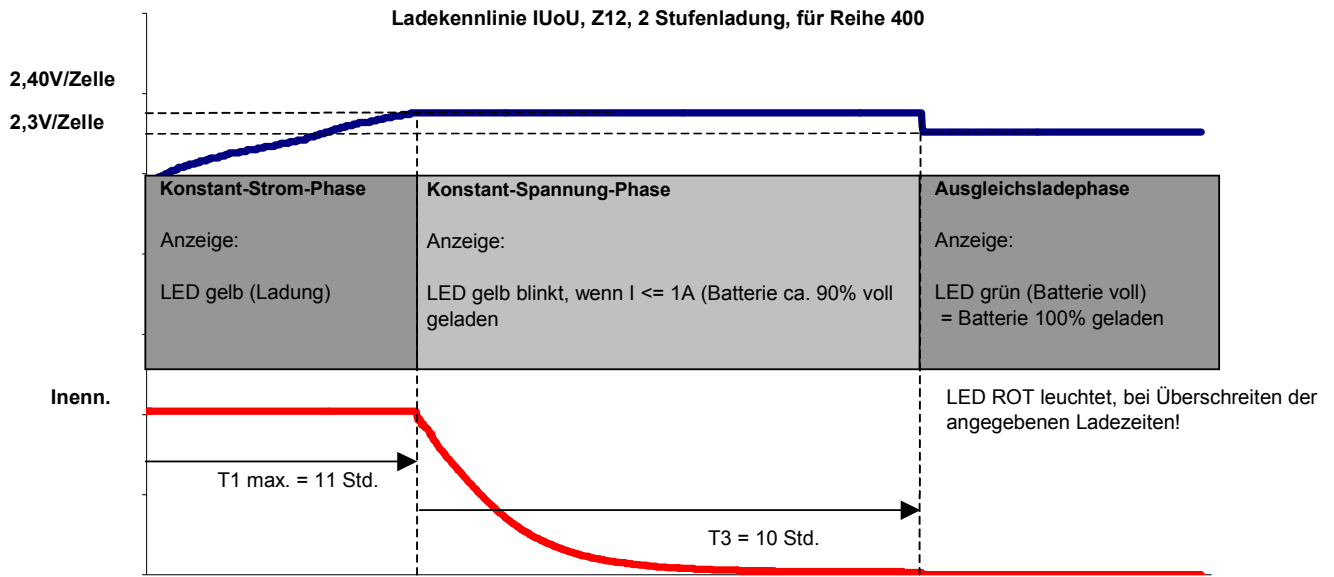 Ladekennlinie IUoU, Z12, 2 Stufenladung, für Reihe 400
2,40V/Zelle
2,3V/Zelle
Konstant-Strom-Phase
Anzeige:
LED gelb (Ladung)
Konstant-Spannung-Phase
Anzeige:
LED gelb blinkt, wenn I <= 1A (Batterie ca. 90% voll
geladen
Ausgleichsladephase
Anzeige:
LED grün (Batterie voll)
= Batterie 100% geladen
Inenn.
LED ROT leuchtet, bei Überschreiten der
angegebenen Ladezeiten!
T1 max. = 11 Std.
T3 = 10 Std.